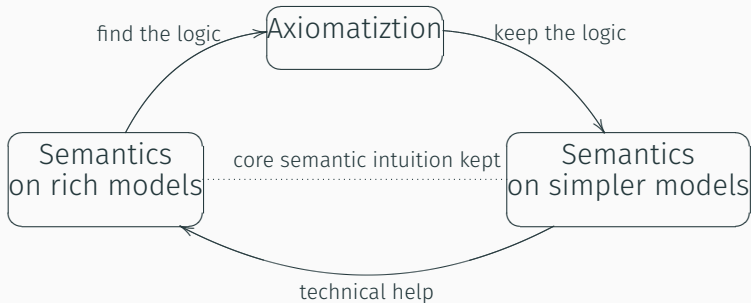 Axiomatiztion
find the logic
keep the logic
Semantics
on rich models
core semantic intuition kept
Semantics
on simpler models
technical help